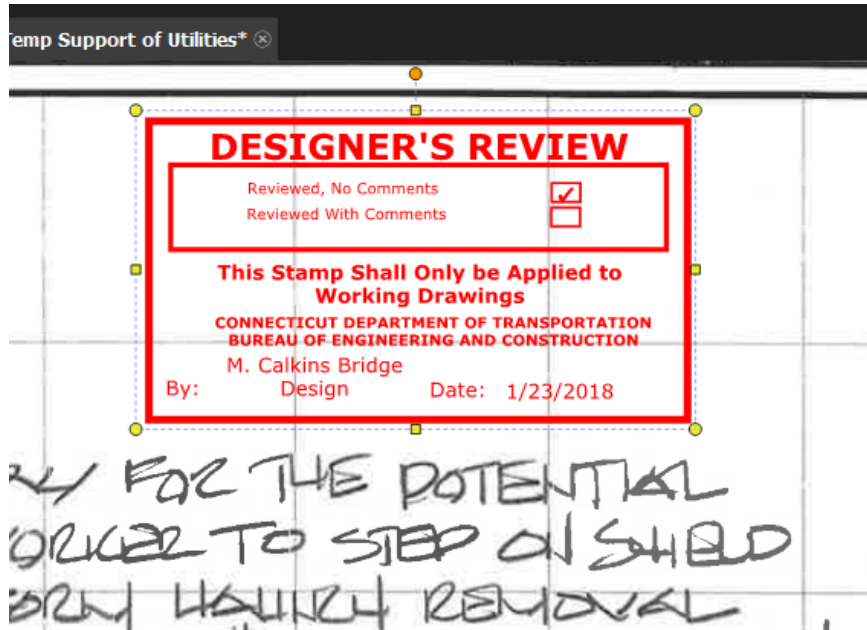 emp Support of Utilities*
DESIGNER'S REVIEW
Reviewed, No Comments
Reviewed With Comments
This Stamp Shall Only be Applied to
Working Drawings
CONNECTICUT DEPARTMENT OF TRANSPORTATION
BUREAU OF ENGINEERING AND CONSTRUCTION
M. Calkins Bridge
By: Design Date: 1/23/2018
FOR THE POTENTIAL
ORKER TO STEP ON SHIELD
HAUNCH REMOVAL